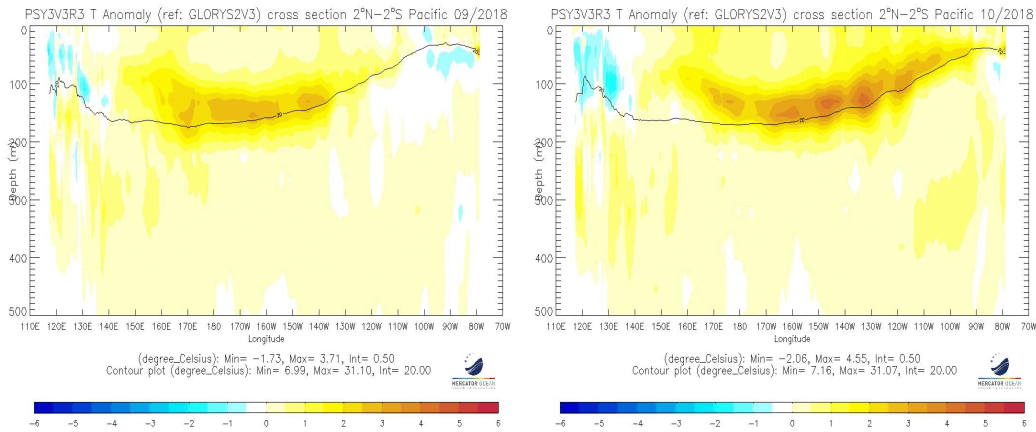 PSY3V3R3 T Anomaly (ref: GLORYS2V3) cross section 2°N-2°S Pacific 09/2018
0
100
200
300
400
500
Depth (m)
20
110E 120E 130E 140E 150E 160E 170E 180E 170W 160W 150W 140W 130W 120W 110W 100W 90W 80W 70W
Longitude
(degree_Celsius): Min= -1.73, Max= 3.71, Int= 0.50
Contour plot (degree_Celsius): Min= 6.99, Max= 31.10, Int= 20.00
MERCATOR OCEAN
-6 -5 -4 -3 -2 -1 0 1 2 3 4 5 6
PSY3V3R3 T Anomaly (ref: GLORYS2V3) cross section 2°N-2°S Pacific 10/2018
0
100
200
300
400
500
Depth (m)
20
110E 120E 130E 140E 150E 160E 170E 180E 170W 160W 150W 140W 130W 120W 110W 100W 90W 80W 70W
Longitude
(degree_Celsius): Min= -2.06, Max= 4.55, Int= 0.50
Contour plot (degree_Celsius): Min= 7.16, Max= 31.07, Int= 20.00
MERCATOR OCEAN
-6 -5 -4 -3 -2 -1 0 1 2 3 4 5 6